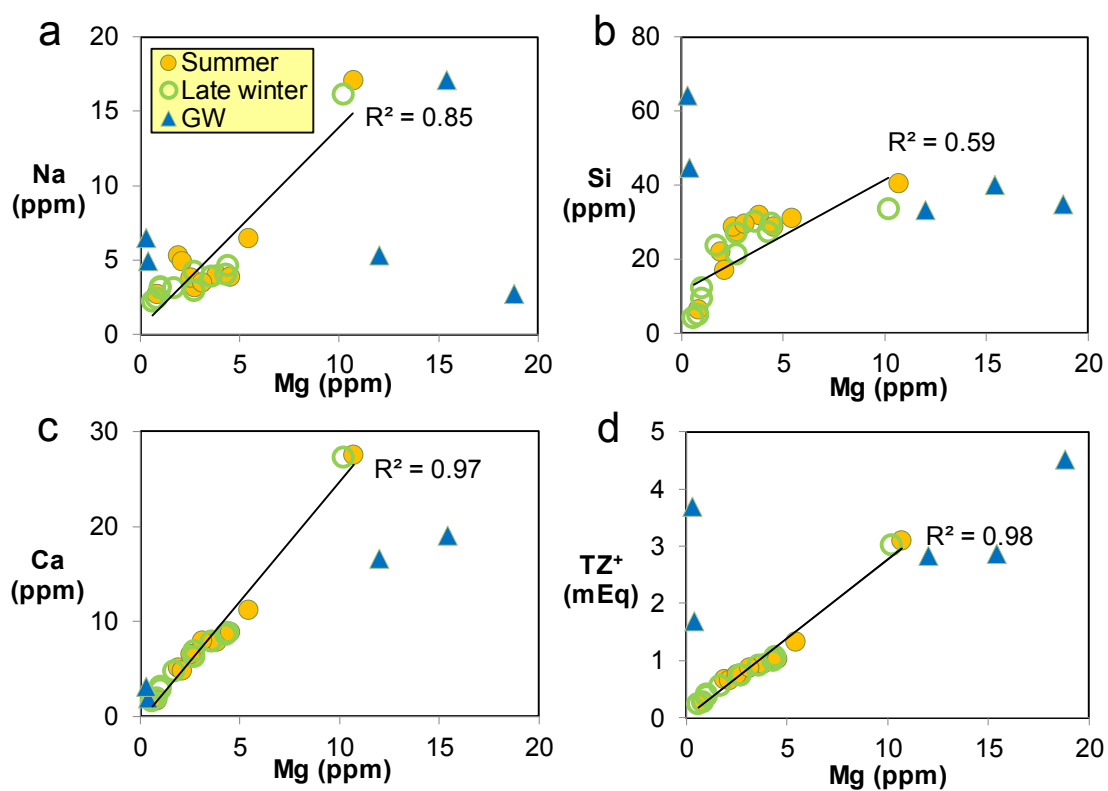 a
20
15
10
5
0
Na
(ppm)
Summer
Late winter
GW
R² = 0.85
0 5 10 15 20
Mg (ppm)
b
80
60
40
20
0
Si
(ppm)
R² = 0.59
0 5 10 15 20
Mg (ppm)
c
30
20
10
0
Ca
(ppm)
R² = 0.97
0 5 10 15 20
Mg (ppm)
d
5
4
3
2
1
0
TZ⁺
(mEq)
R² = 0.98
0 5 10 15 20
Mg (ppm)